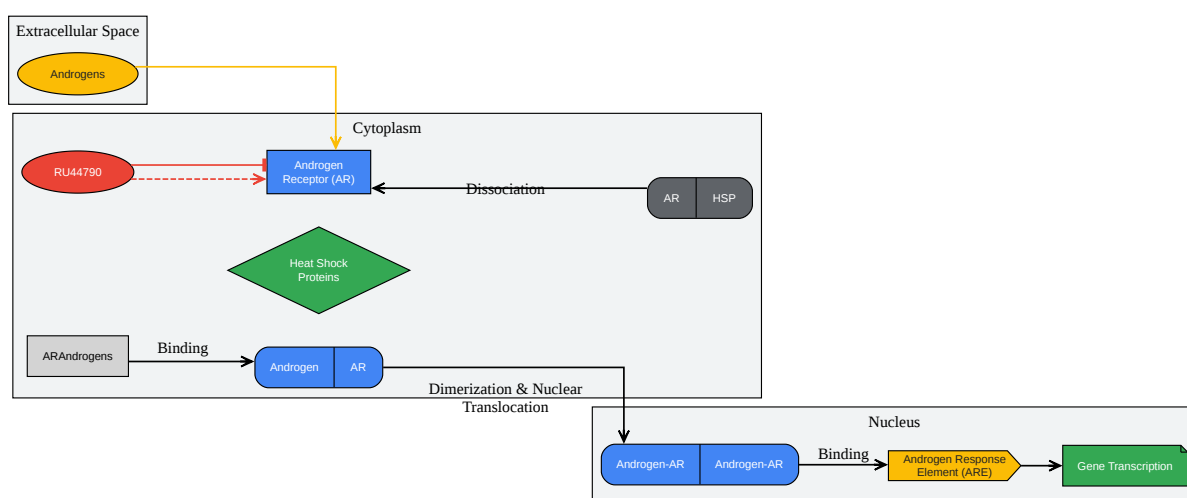 Extracellular Space
Androgens
Cytoplasm
RU44790
Androgen
Receptor (AR)
Dissociation
AR
HSP
Heat Shock
Proteins
ARAndrogens
Binding
Androgen
AR
Dimerization & Nuclear
Translocation
Nucleus
Androgen-AR
Androgen-AR
Binding
Androgen Response
Element (ARE)
Gene Transcription